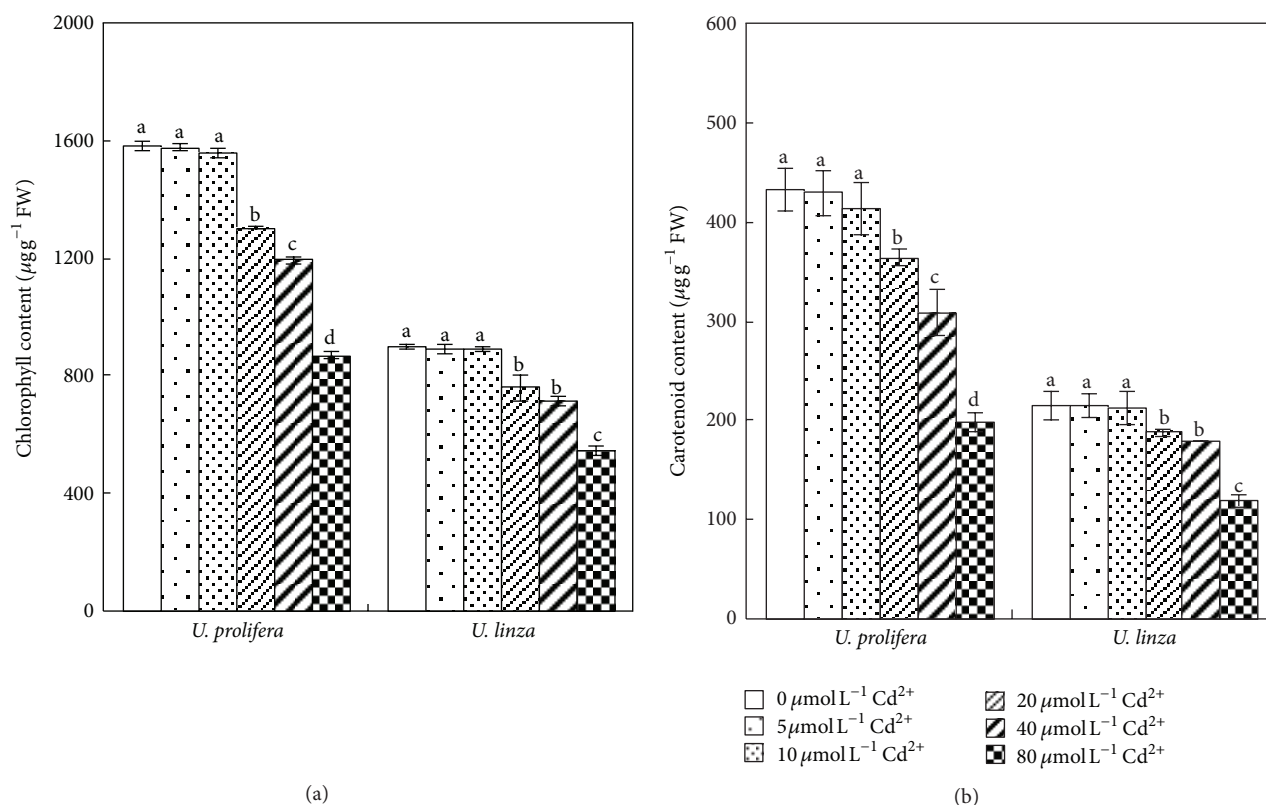 Chlorophyll content (μg g⁻¹ FW)
2000
1600
1200
800
400
0
a a a b c d a a a b b c
U. prolifera U. linza
(a)
Carotenoid content (μg g⁻¹ FW)
600
500
400
300
200
100
0
a a a b c d a a a b b c
U. prolifera U. linza
0 μmol L⁻¹ Cd²⁺
5 μmol L⁻¹ Cd²⁺
10 μmol L⁻¹ Cd²⁺
20 μmol L⁻¹ Cd²⁺
40 μmol L⁻¹ Cd²⁺
80 μmol L⁻¹ Cd²⁺
(b)